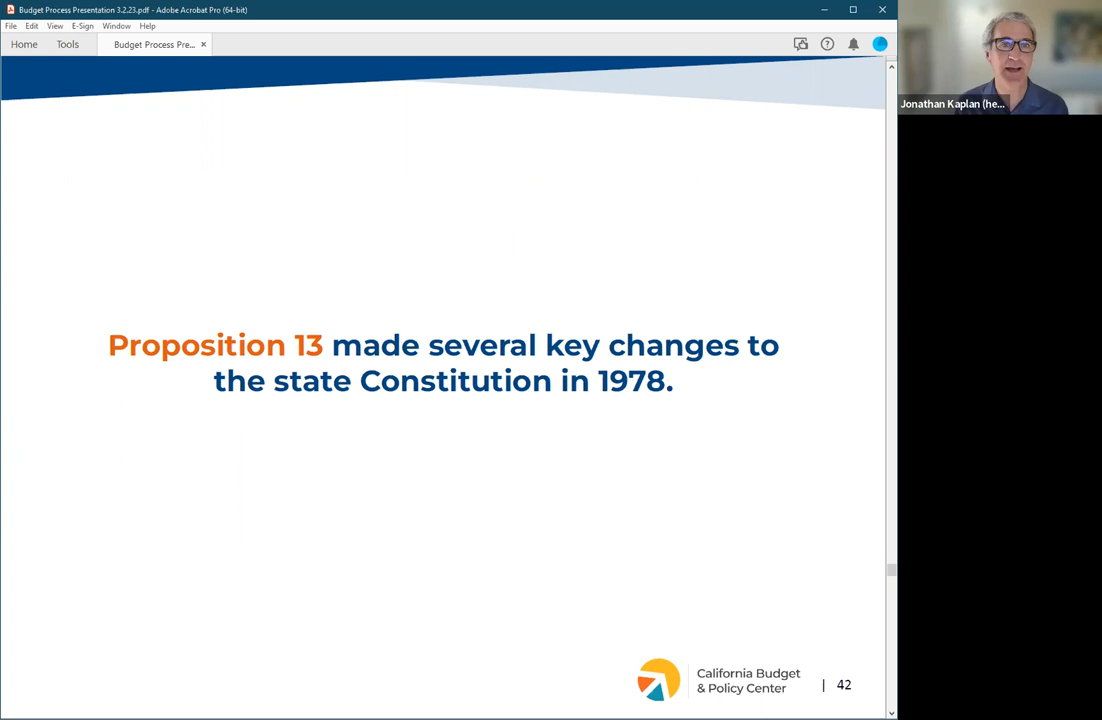 Budget Process Presentation 3.2.23.pdf - Adobe Acrobat Pro (64-bit)
File Edit View E-Sign Window Help
Home Tools Budget Process Pre... ×
Jonathan Kaplan (he...
Proposition 13 made several key changes to
the state Constitution in 1978.
California Budget
& Policy Center | 42